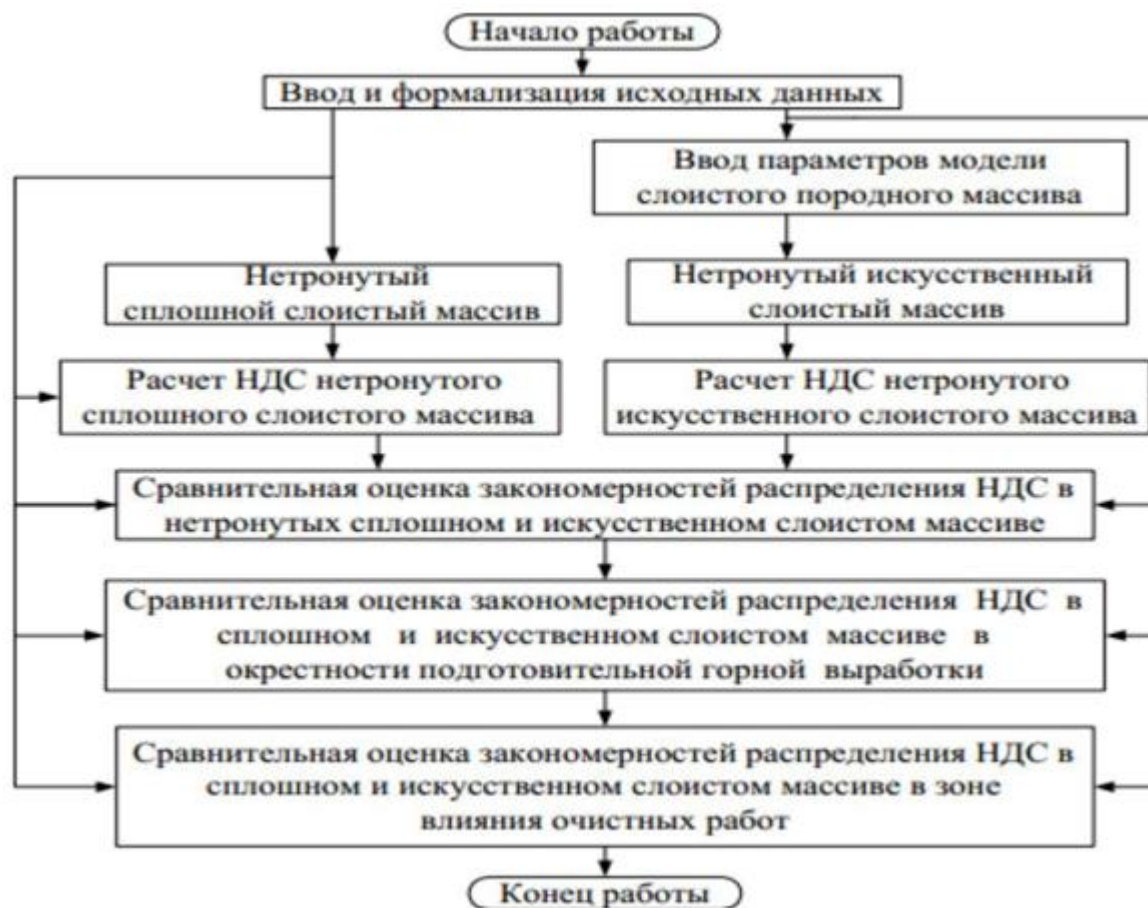 Начало работы
Ввод и формализация исходных данных
Ввод параметров модели
слоистого породного массива
Нетронутый
сплошной слоистый массив
Нетронутый искусственный
слоистый массив
Расчет НДС нетронутого
сплошного слоистого массива
Расчет НДС нетронутого
искусственного слоистого массива
Сравнительная оценка закономерностей распределения НДС в
нетронутых сплошном и искусственном слоистом массиве
Сравнительная оценка закономерностей распределения НДС в
сплошном и искусственном слоистом массиве в
окрестности подготовительной горной выработки
Сравнительная оценка закономерностей распределения НДС в
сплошном и искусственном слоистом массиве в зоне
влияния очистных работ
Конец работы